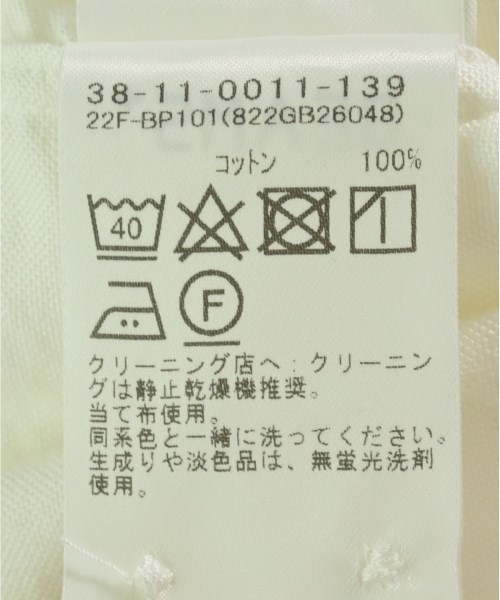 38-11-0011-139
22F-BP101(822GB26048)
コットン 100%
40
F
クリーニング店へ:クリーニン
グは静止乾燥機推奨。
当て布使用。
同系色と一緒に洗ってください。
生成りや淡色品は、無蛍光洗剤
使用。